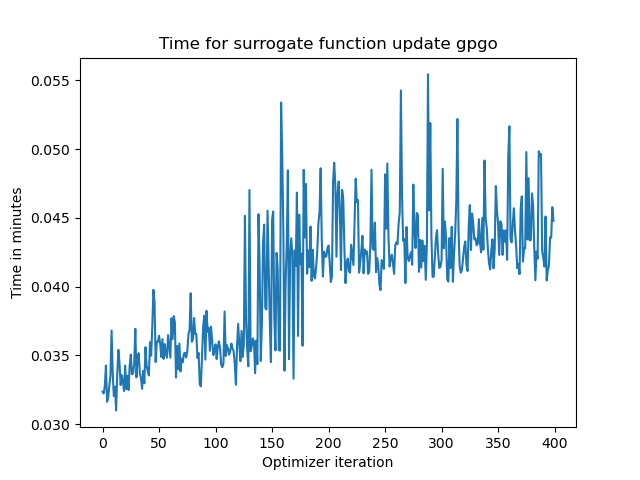 Time for surrogate function update gpgo
0.055
0.050
0.045
0.040
0.035
0.030
Time in minutes
0 50 100 150 200 250 300 350 400
Optimizer iteration